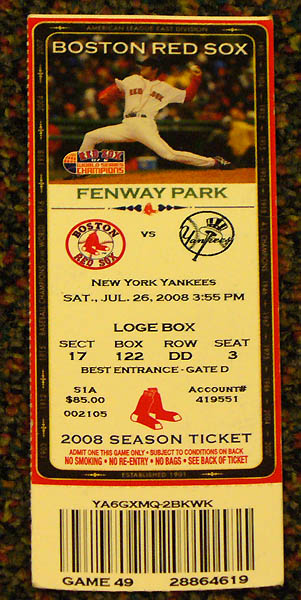 AMERICAN LEAGUE EAST DIVISION
BOSTON RED SOX
RED SOX
WORLD SERIES
CHAMPIONS
FENWAY PARK
BOSTON
RED SOX
VS
Yankees
NEW YORK YANKEES
SAT., JUL. 26, 2008 3:55 PM
LOGE BOX
SECT BOX ROW SEAT
17 122 DD 3
BEST ENTRANCE - GATE D
S1A
$85.00
002105
ACCOUNT#
419551
2008 SEASON TICKET
ADMIT ONE THIS GAME ONLY • SUBJECT TO CONDITIONS ON BACK
NO SMOKING • NO RE-ENTRY • NO BAGS • SEE BACK OF TICKET
ESTABLISHED 1901
YA6GXMQ-2BKWK
GAME 49 28864619